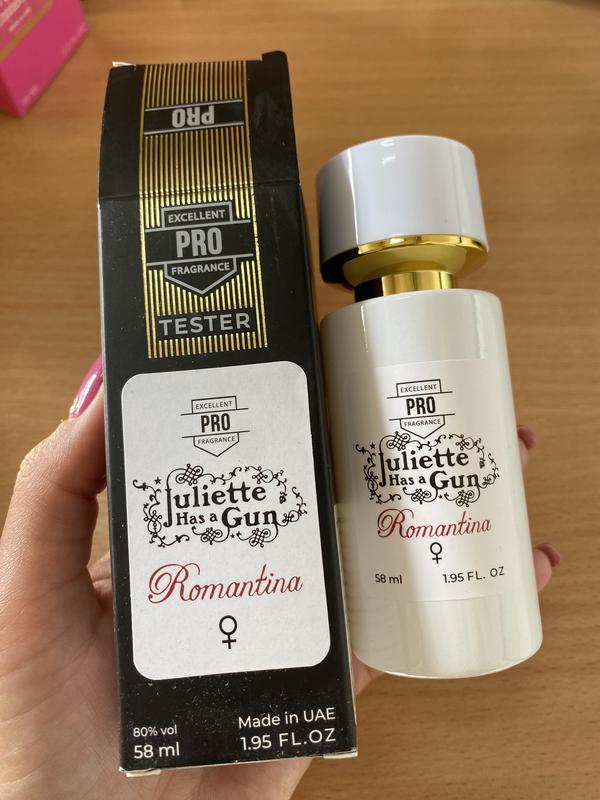 PRO
EXCELLENT
PRO
FRAGRANCE
TESTER
EXCELLENT
PRO
FRAGRANCE
Juliette
Has a Gun
Romantina
♀
80% vol
58 ml
Made in UAE
1.95 FL.OZ
EXCELLENT
PRO
FRAGRANCE
Juliette
Has a Gun
Romantina
♀
58 ml 1.95 FL. OZ